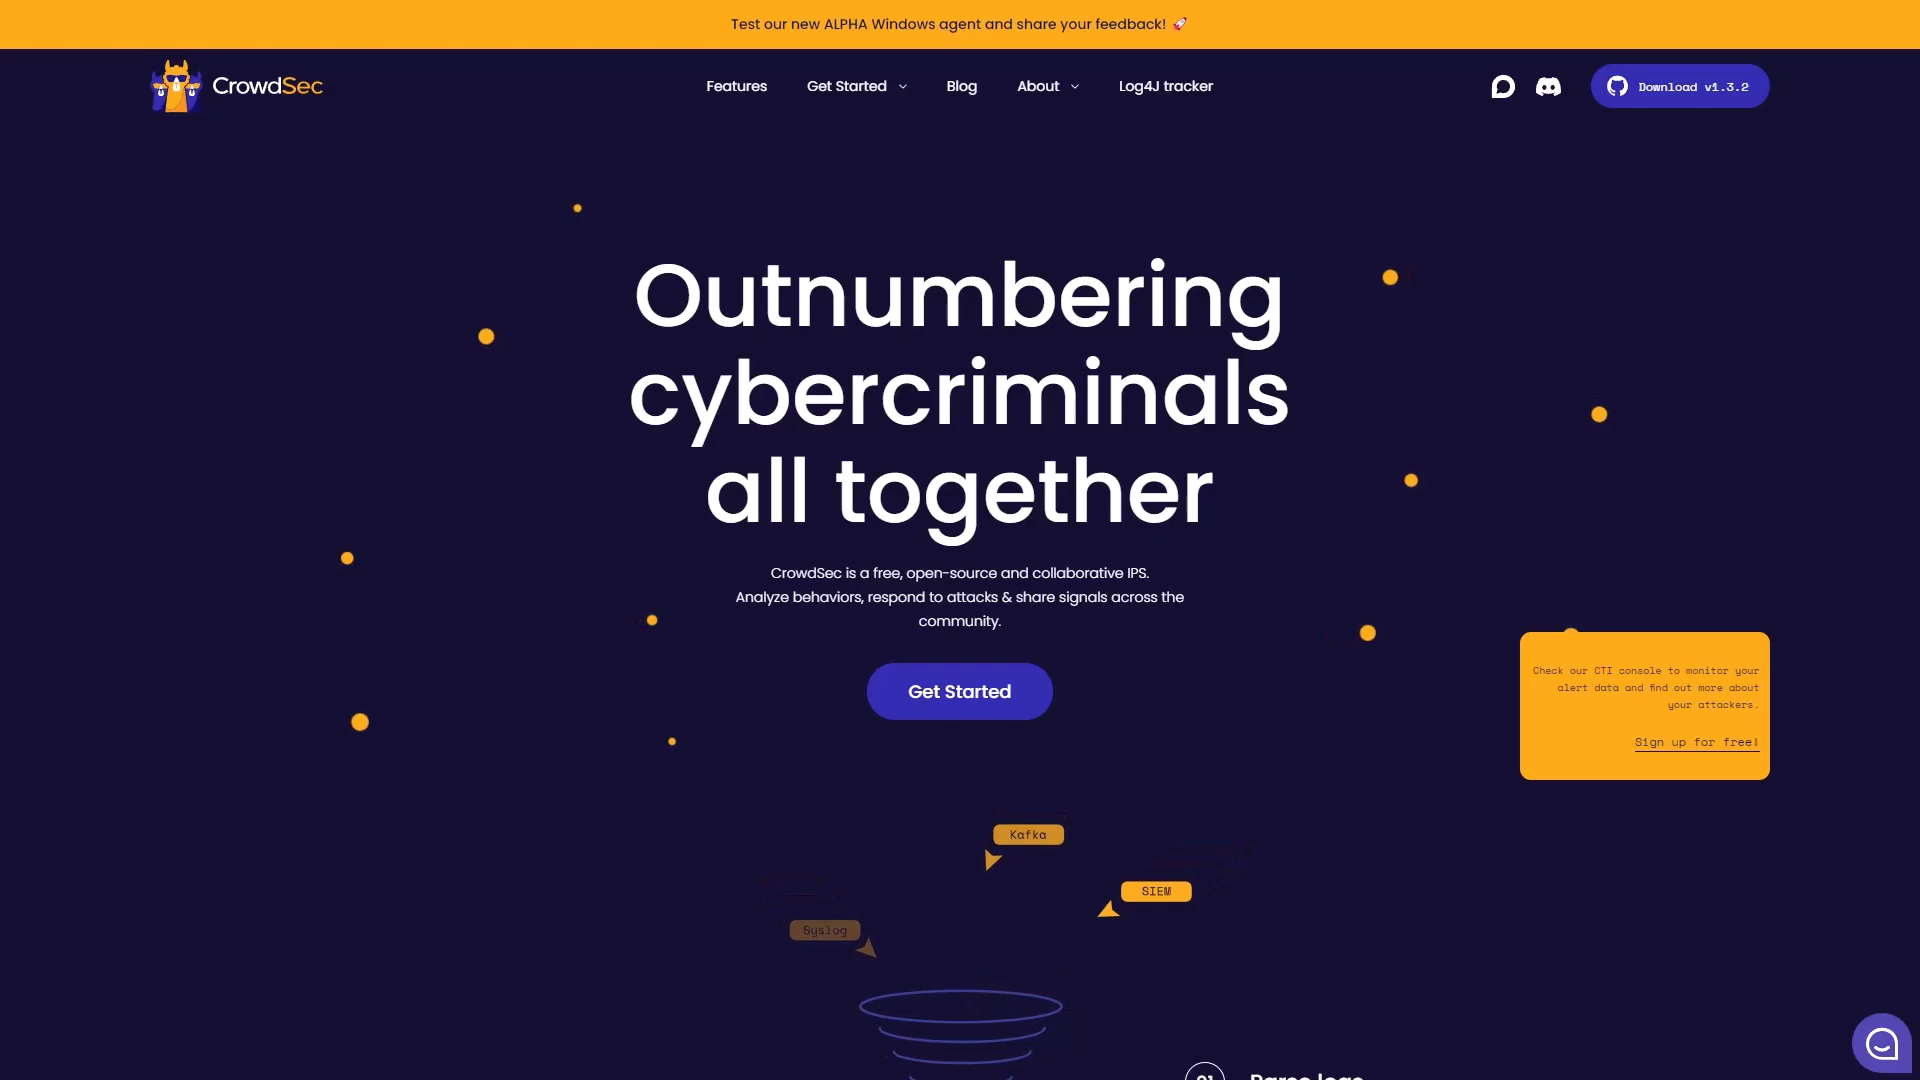 Test our new ALPHA Windows agent and share your feedback! 🚀
CrowdSec
Features
Get Started
Blog
About
Log4J tracker
Download v1.3.2
Outnumbering
cybercriminals
all together
CrowdSec is a free, open-source and collaborative IPS.
Analyze behaviors, respond to attacks & share signals across the
community.
Get Started
Check our CTI console to monitor your
alert data and find out more about
your attackers.
Sign up for free!
Kafka
SIEM
Syslog
01
Parse logs